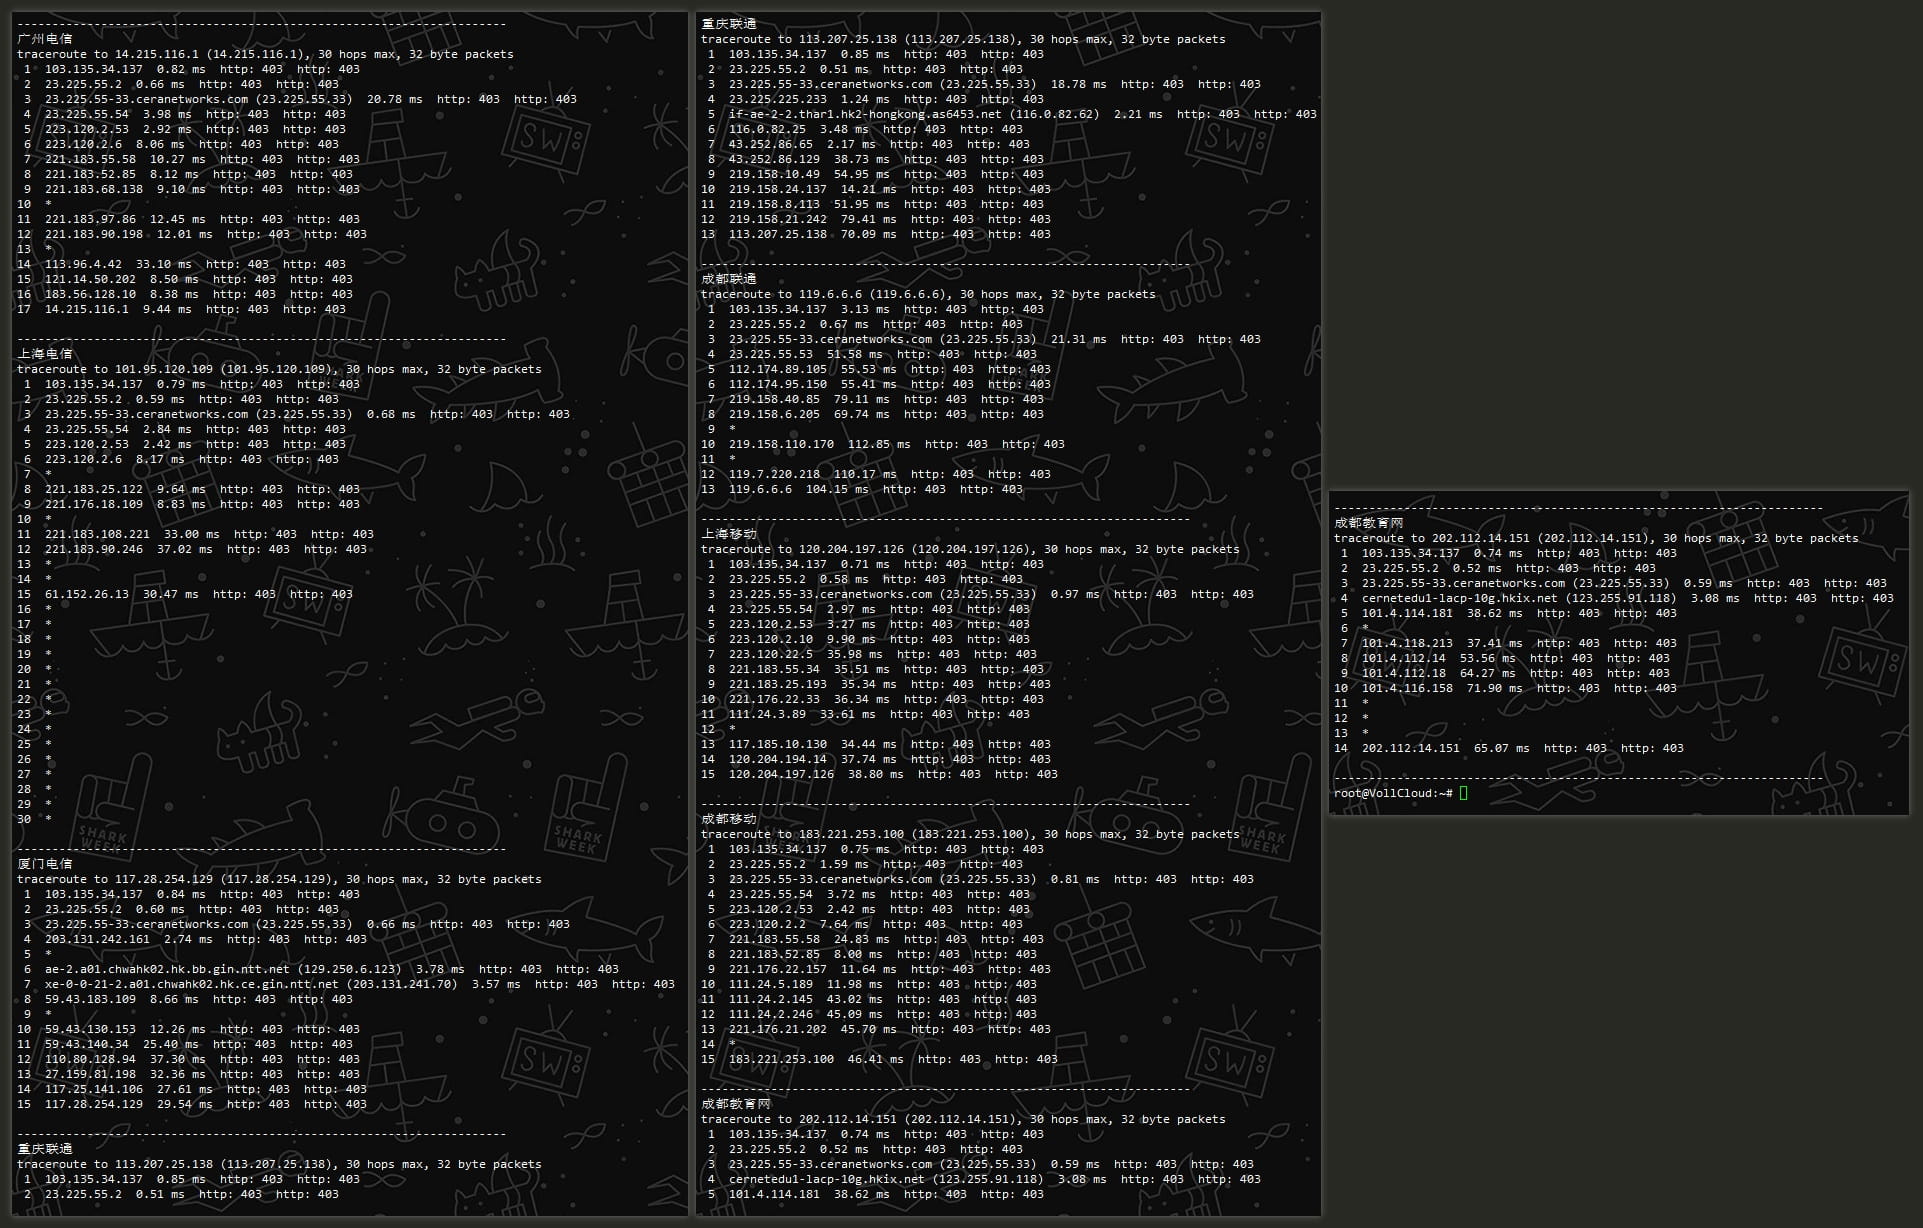 -----------------------------------------------------------------------
广州电信
traceroute to 14.215.116.1 (14.215.116.1), 30 hops max, 32 byte packets
1 103.135.34.137 0.82 ms http: 403 http: 403
2 23.225.55.2 0.66 ms http: 403 http: 403
3 23.225.55-33.ceranetworks.com (23.225.55.33) 20.78 ms http: 403 http: 403
4 23.225.55.54 3.98 ms http: 403 http: 403
5 223.120.2.53 2.92 ms http: 403 http: 403
6 223.120.2.6 8.06 ms http: 403 http: 403
7 221.183.55.58 10.27 ms http: 403 http: 403
8 221.183.52.85 8.12 ms http: 403 http: 403
9 221.183.68.138 9.10 ms http: 403 http: 403
10 *
11 221.183.97.86 12.45 ms http: 403 http: 403
12 221.183.90.198 12.01 ms http: 403 http: 403
13 *
14 113.96.4.42 33.10 ms http: 403 http: 403
15 121.14.50.202 8.50 ms http: 403 http: 403
16 183.56.128.10 8.38 ms http: 403 http: 403
17 14.215.116.1 9.44 ms http: 403 http: 403
-----------------------------------------------------------------------
上海电信
traceroute to 101.95.120.109 (101.95.120.109), 30 hops max, 32 byte packets
1 103.135.34.137 0.79 ms http: 403 http: 403
2 23.225.55.2 0.59 ms http: 403 http: 403
3 23.225.55-33.ceranetworks.com (23.225.55.33) 0.68 ms http: 403 http: 403
4 23.225.55.54 2.84 ms http: 403 http: 403
5 223.120.2.53 2.42 ms http: 403 http: 403
6 223.120.2.6 8.17 ms http: 403 http: 403
7 *
8 221.183.25.122 9.64 ms http: 403 http: 403
9 221.176.18.109 8.83 ms http: 403 http: 403
10 *
11 221.183.108.221 33.00 ms http: 403 http: 403
12 221.183.90.246 37.02 ms http: 403 http: 403
13 *
14 *
15 61.152.26.13 30.47 ms http: 403 http: 403
16 *
17 *
18 *
19 *
20 *
21 *
22 *
23 *
24 *
25 *
26 *
27 *
28 *
29 *
30 *
-----------------------------------------------------------------------
厦门电信
traceroute to 117.28.254.129 (117.28.254.129), 30 hops max, 32 byte packets
1 103.135.34.137 0.84 ms http: 403 http: 403
2 23.225.55.2 0.60 ms http: 403 http: 403
3 23.225.55-33.ceranetworks.com (23.225.55.33) 0.66 ms http: 403 http: 403
4 203.131.242.161 2.74 ms http: 403 http: 403
5 *
6 ae-2.a01.chwahk02.hk.bb.gin.ntt.net (129.250.6.123) 3.78 ms http: 403 http: 403
7 xe-0-0-21-2.a01.chwahk02.hk.ce.gin.ntt.net (203.131.241.70) 3.57 ms http: 403 http: 403
8 59.43.183.109 8.66 ms http: 403 http: 403
9 *
10 59.43.130.153 12.26 ms http: 403 http: 403
11 59.43.140.34 25.40 ms http: 403 http: 403
12 110.80.128.94 37.30 ms http: 403 http: 403
13 27.159.81.198 32.36 ms http: 403 http: 403
14 117.25.141.106 27.61 ms http: 403 http: 403
15 117.28.254.129 29.54 ms http: 403 http: 403
-----------------------------------------------------------------------
重庆联通
traceroute to 113.207.25.138 (113.207.25.138), 30 hops max, 32 byte packets
1 103.135.34.137 0.85 ms http: 403 http: 403
2 23.225.55.2 0.51 ms http: 403 http: 403
重庆联通
traceroute to 113.207.25.138 (113.207.25.138), 30 hops max, 32 byte packets
1 103.135.34.137 0.85 ms http: 403 http: 403
2 23.225.55.2 0.51 ms http: 403 http: 403
3 23.225.55-33.ceranetworks.com (23.225.55.33) 18.78 ms http: 403 http: 403
4 23.225.225.233 1.24 ms http: 403 http: 403
5 if-ae-2-2.thar1.hk2-hongkong.as6453.net (116.0.82.62) 2.21 ms http: 403 http: 403
6 116.0.82.25 3.48 ms http: 403 http: 403
7 43.252.86.65 2.17 ms http: 403 http: 403
8 43.252.86.129 38.73 ms http: 403 http: 403
9 219.158.10.49 54.95 ms http: 403 http: 403
10 219.158.24.137 14.21 ms http: 403 http: 403
11 219.158.8.113 51.95 ms http: 403 http: 403
12 219.158.21.242 79.41 ms http: 403 http: 403
13 113.207.25.138 70.09 ms http: 403 http: 403
-----------------------------------------------------------------------
成都联通
traceroute to 119.6.6.6 (119.6.6.6), 30 hops max, 32 byte packets
1 103.135.34.137 3.13 ms http: 403 http: 403
2 23.225.55.2 0.67 ms http: 403 http: 403
3 23.225.55-33.ceranetworks.com (23.225.55.33) 21.31 ms http: 403 http: 403
4 23.225.55.53 51.58 ms http: 403 http: 403
5 112.174.89.105 55.53 ms http: 403 http: 403
6 112.174.95.150 55.41 ms http: 403 http: 403
7 219.158.40.85 79.11 ms http: 403 http: 403
8 219.158.6.205 69.74 ms http: 403 http: 403
9 *
10 219.158.110.170 112.85 ms http: 403 http: 403
11 *
12 119.7.220.218 110.17 ms http: 403 http: 403
13 119.6.6.6 104.15 ms http: 403 http: 403
-----------------------------------------------------------------------
上海移动
traceroute to 120.204.197.126 (120.204.197.126), 30 hops max, 32 byte packets
1 103.135.34.137 0.71 ms http: 403 http: 403
2 23.225.55.2 0.58 ms http: 403 http: 403
3 23.225.55-33.ceranetworks.com (23.225.55.33) 0.97 ms http: 403 http: 403
4 23.225.55.54 2.97 ms http: 403 http: 403
5 223.120.2.53 3.27 ms http: 403 http: 403
6 223.120.2.10 9.90 ms http: 403 http: 403
7 223.120.22.5 35.98 ms http: 403 http: 403
8 221.183.55.34 35.51 ms http: 403 http: 403
9 221.183.25.193 35.34 ms http: 403 http: 403
10 221.176.22.33 36.34 ms http: 403 http: 403
11 111.24.3.89 33.61 ms http: 403 http: 403
12 *
13 117.185.10.130 34.44 ms http: 403 http: 403
14 120.204.194.14 37.74 ms http: 403 http: 403
15 120.204.197.126 38.80 ms http: 403 http: 403
-----------------------------------------------------------------------
成都移动
traceroute to 183.221.253.100 (183.221.253.100), 30 hops max, 32 byte packets
1 103.135.34.137 0.75 ms http: 403 http: 403
2 23.225.55.2 1.59 ms http: 403 http: 403
3 23.225.55-33.ceranetworks.com (23.225.55.33) 0.81 ms http: 403 http: 403
4 23.225.55.54 3.72 ms http: 403 http: 403
5 223.120.2.53 2.42 ms http: 403 http: 403
6 223.120.2.2 7.64 ms http: 403 http: 403
7 221.183.55.58 24.83 ms http: 403 http: 403
8 221.183.52.85 8.00 ms http: 403 http: 403
9 221.176.22.157 11.64 ms http: 403 http: 403
10 111.24.5.189 11.98 ms http: 403 http: 403
11 111.24.2.145 43.02 ms http: 403 http: 403
12 111.24.2.246 45.09 ms http: 403 http: 403
13 221.176.21.202 45.70 ms http: 403 http: 403
14 *
15 183.221.253.100 46.41 ms http: 403 http: 403
-----------------------------------------------------------------------
成都教育网
traceroute to 202.112.14.151 (202.112.14.151), 30 hops max, 32 byte packets
1 103.135.34.137 0.74 ms http: 403 http: 403
2 23.225.55.2 0.52 ms http: 403 http: 403
3 23.225.55-33.ceranetworks.com (23.225.55.33) 0.59 ms http: 403 http: 403
4 cernetedu1-lacp-10g.hkix.net (123.255.91.118) 3.08 ms http: 403 http: 403
5 101.4.114.181 38.62 ms http: 403 http: 403
-----------------------------------------------------------------------
成都教育网
traceroute to 202.112.14.151 (202.112.14.151), 30 hops max, 32 byte packets
1 103.135.34.137 0.74 ms http: 403 http: 403
2 23.225.55.2 0.52 ms http: 403 http: 403
3 23.225.55-33.ceranetworks.com (23.225.55.33) 0.59 ms http: 403 http: 403
4 cernetedu1-lacp-10g.hkix.net (123.255.91.118) 3.08 ms http: 403 http: 403
5 101.4.114.181 38.62 ms http: 403 http: 403
6 *
7 101.4.118.213 37.41 ms http: 403 http: 403
8 101.4.112.14 53.56 ms http: 403 http: 403
9 101.4.112.18 64.27 ms http: 403 http: 403
10 101.4.116.158 71.90 ms http: 403 http: 403
11 *
12 *
13 *
14 202.112.14.151 65.07 ms http: 403 http: 403
-----------------------------------------------------------------------
root@VollCloud:~#